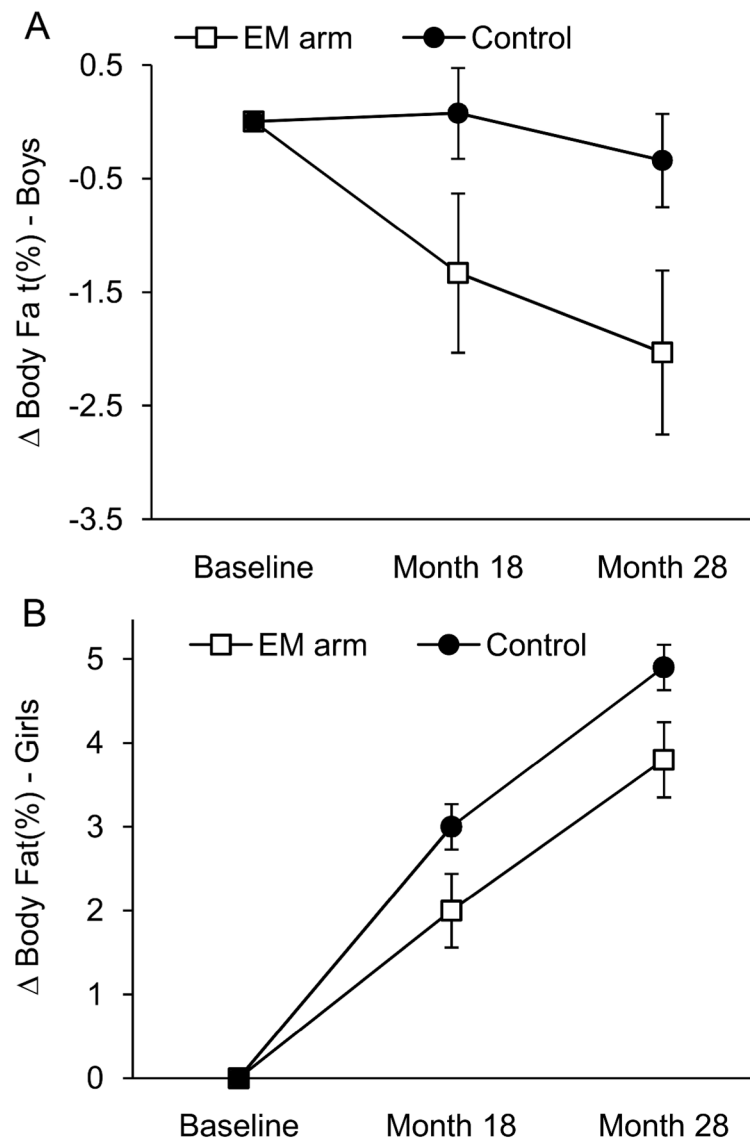 A
EM arm Control
Δ Body Fa t(%) - Boys
0.5
-0.5
-1.5
-2.5
-3.5
Baseline Month 18 Month 28
B
EM arm Control
Δ Body Fat(%) - Girls
5
4
3
2
1
0
Baseline Month 18 Month 28